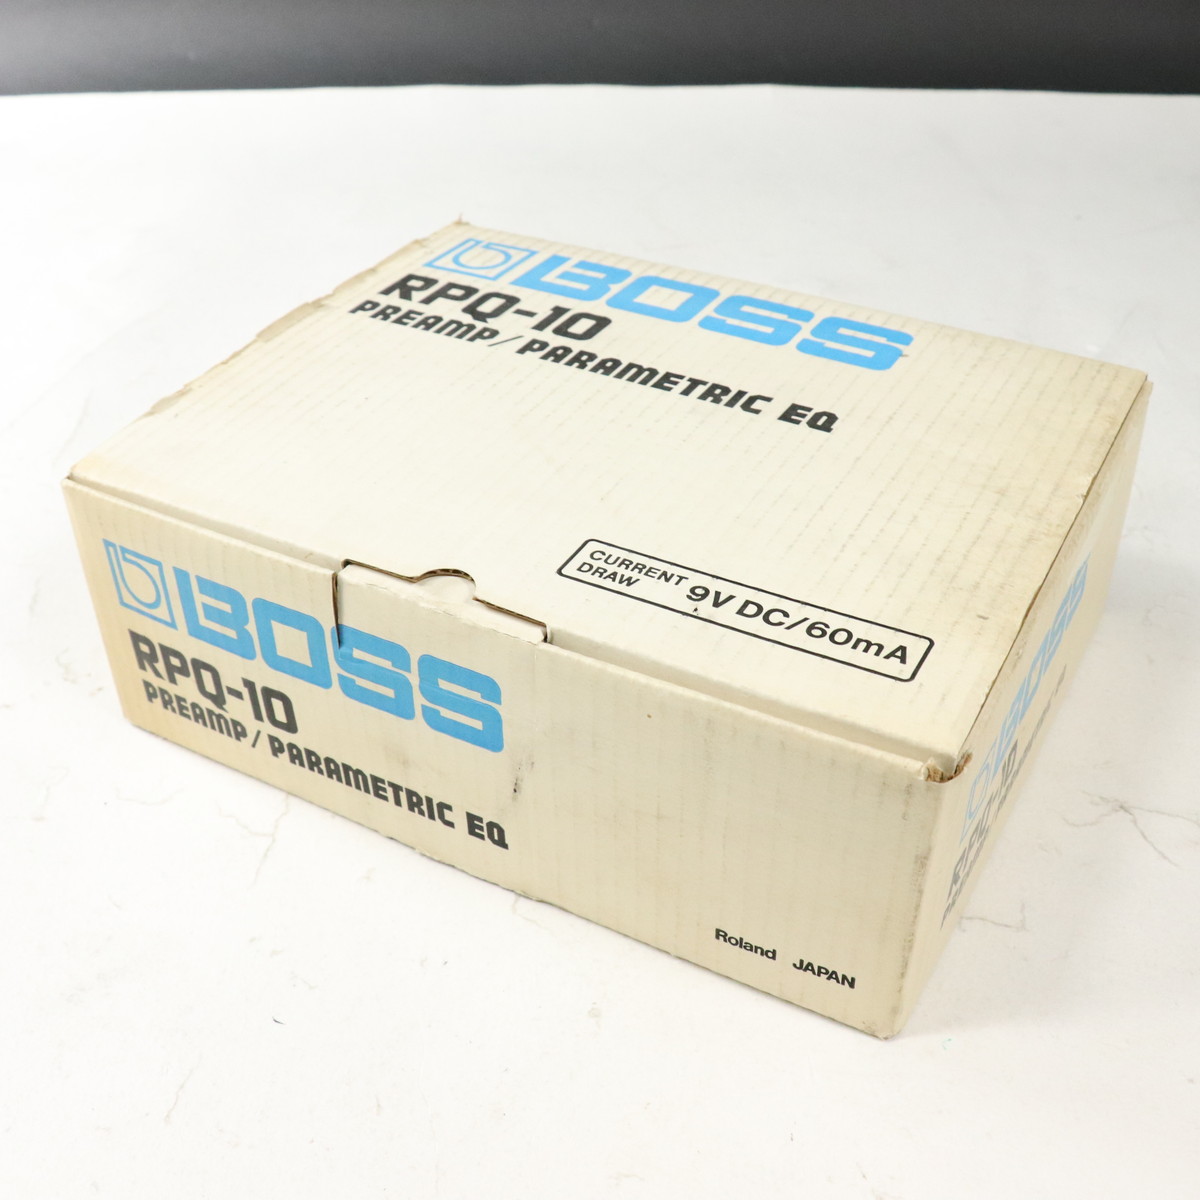 BOSS
RPQ-10
PREAMP/PARAMETRIC EQ
CURRENT
DRAW 9V DC/60mA
BOSS
RPQ-10
PREAMP/PARAMETRIC EQ
Roland JAPAN
BOSS
RPQ-10